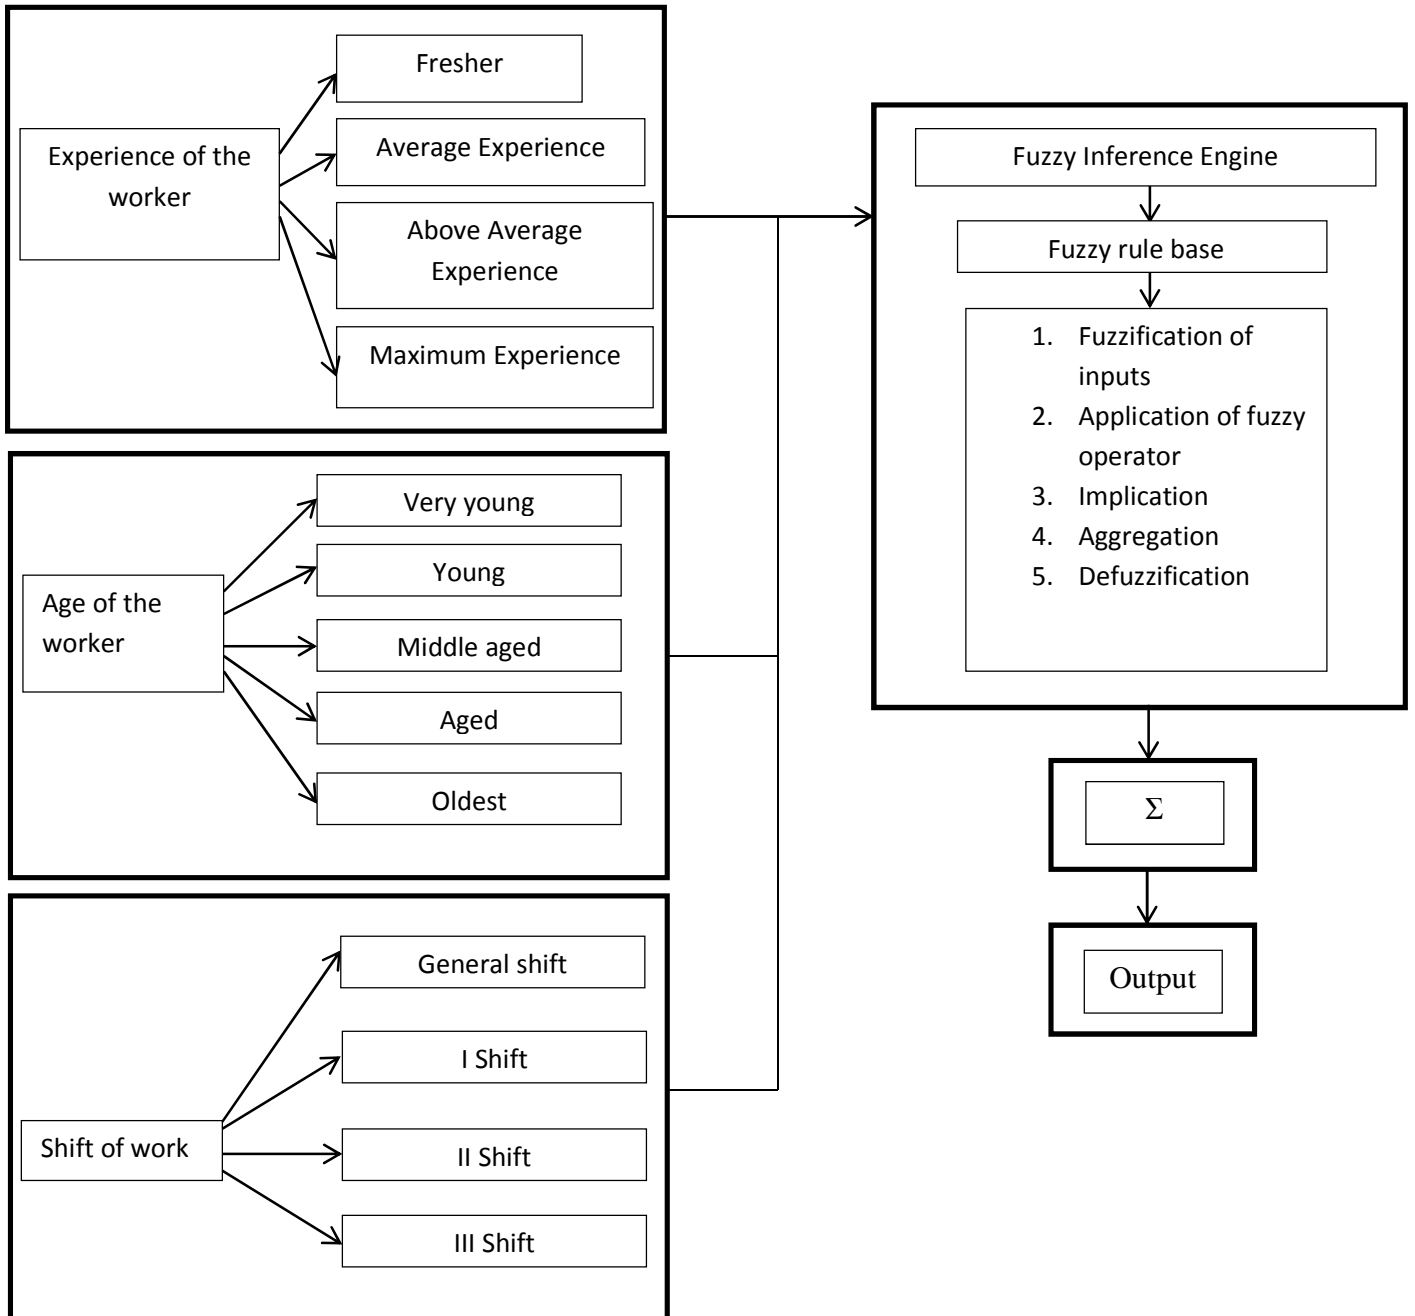 Fresher
Experience of the
worker
Average Experience
Above Average
Experience
Maximum Experience
Very young
Young
Age of the
worker
Middle aged
Aged
Oldest
General shift
I Shift
Shift of work
II Shift
III Shift
Fuzzy Inference Engine
Fuzzy rule base
1. Fuzzification of
inputs
2. Application of fuzzy
operator
3. Implication
4. Aggregation
5. Defuzzification
Σ
Output